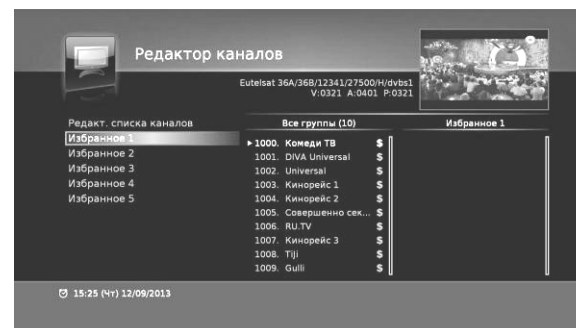 Редактор каналов
Eutelsat 36A/36B/12341/27500/H/dvbs1
V:0321 A:0401 P:0321
Редакт. списка каналов
Избранное 1
Избранное 2
Избранное 3
Избранное 4
Избранное 5
Все группы (10)
1000. Комеди ТВ $
1001. DIVA Universal $
1002. Universal $
1003. Кинорейс 1 $
1004. Кинорейс 2 $
1005. Совершенно сек... $
1006. RU.TV $
1007. Кинорейс 3 $
1008. Tiji $
1009. Gulli $
Избранное 1
15:25 (Чт) 12/09/2013